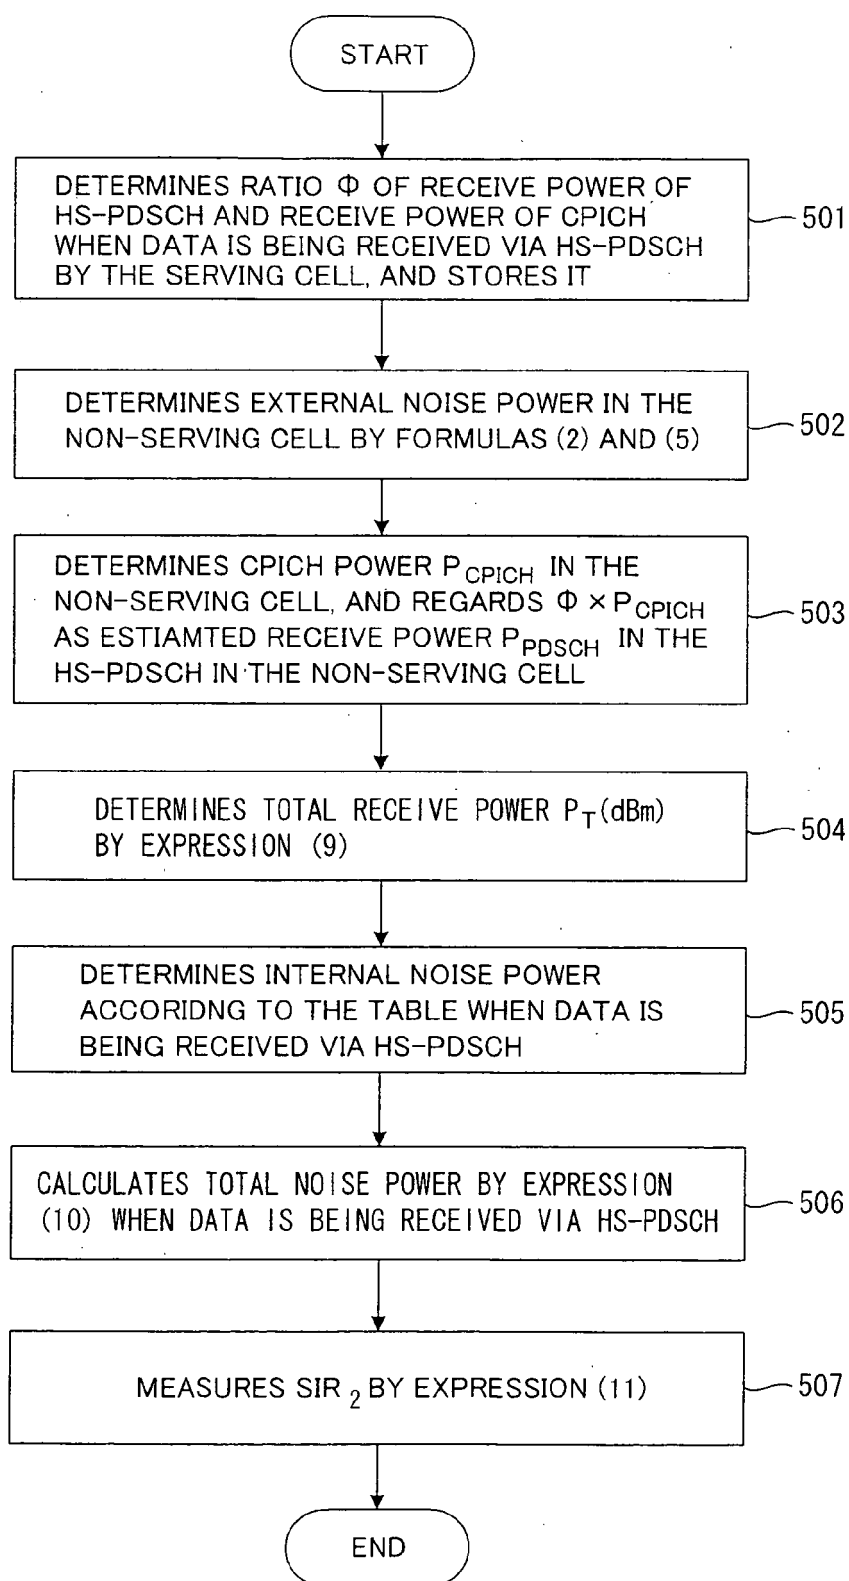 START
DETERMINES RATIO Φ OF RECEIVE POWER OF
HS-PDSCH AND RECEIVE POWER OF CPICH
WHEN DATA IS BEING RECEIVED VIA HS-PDSCH
BY THE SERVING CELL, AND STORES IT
501
DETERMINES EXTERNAL NOISE POWER IN THE
NON-SERVING CELL BY FORMULAS (2) AND (5)
502
DETERMINES CPICH POWER P_CPICH IN THE
NON-SERVING CELL, AND REGARDS Φ × P_CPICH
AS ESTIAMTED RECEIVE POWER P_PDSCH IN THE
HS-PDSCH IN THE NON-SERVING CELL
503
DETERMINES TOTAL RECEIVE POWER P_T(dBm)
BY EXPRESSION (9)
504
DETERMINES INTERNAL NOISE POWER
ACCORIDNG TO THE TABLE WHEN DATA IS
BEING RECEIVED VIA HS-PDSCH
505
CALCULATES TOTAL NOISE POWER BY EXPRESSION
(10) WHEN DATA IS BEING RECEIVED VIA HS-PDSCH
506
MEASURES SIR_2 BY EXPRESSION (11)
507
END